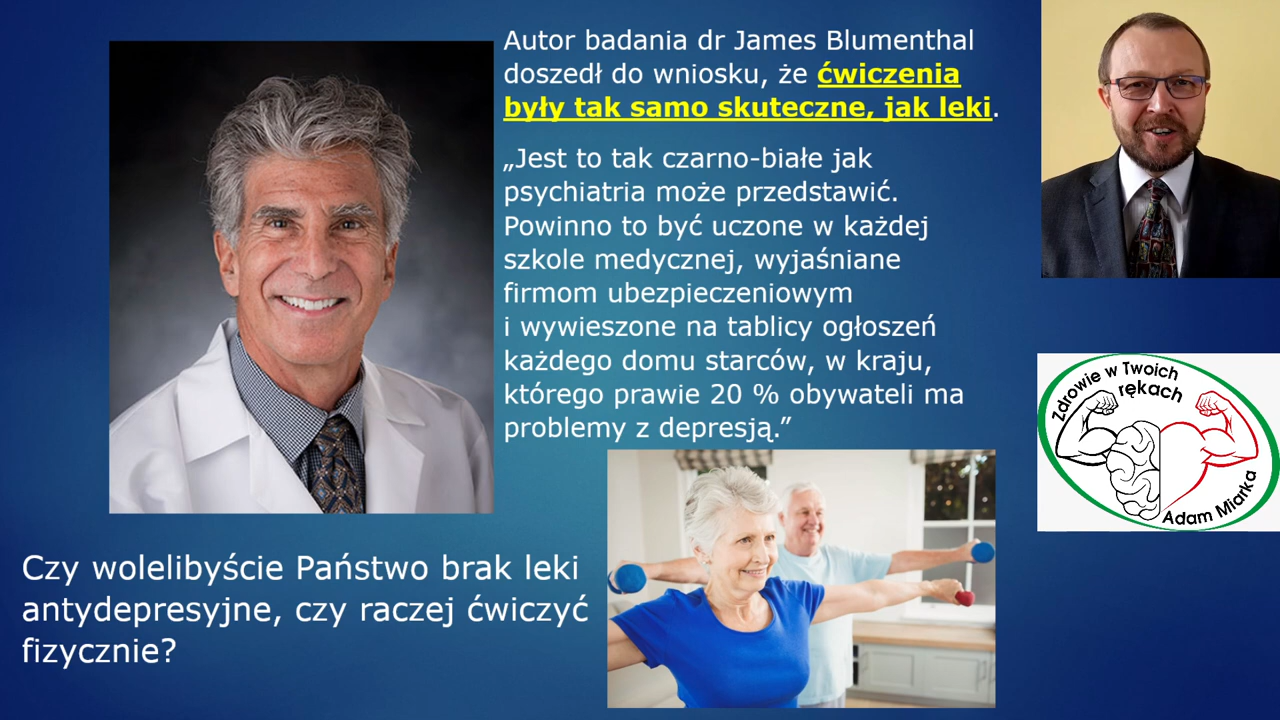 Autor badania dr James Blumenthal
doszedł do wniosku, że ćwiczenia
były tak samo skuteczne, jak leki.
„Jest to tak czarno-białe jak
psychiatria może przedstawić.
Powinno to być uczone w każdej
szkole medycznej, wyjaśniane
firmom ubezpieczeniowym
i wywieszone na tablicy ogłoszeń
każdego domu starców, w kraju,
którego prawie 20 % obywateli ma
problemy z depresją.”
Czy wolelibyście Państwo brak leki
antydepresyjne, czy raczej ćwiczyć
fizycznie?
Zdrowie w Twoich
rękach
Adam Miarka